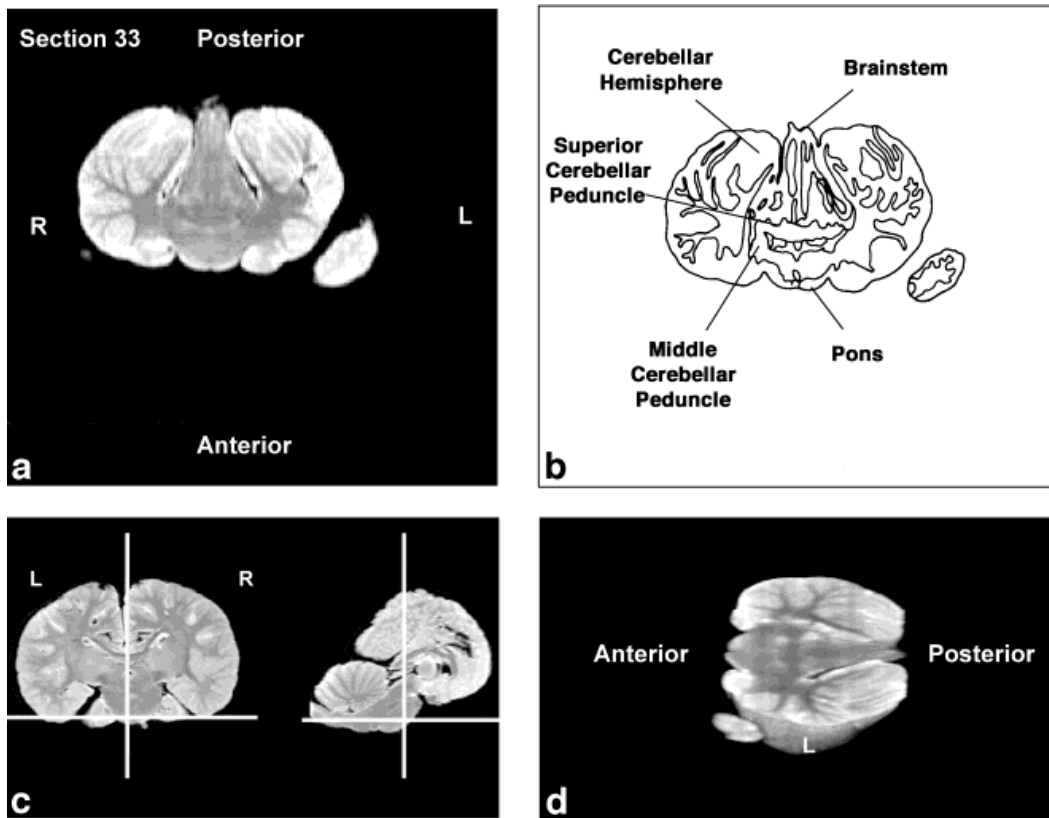 Section 33 Posterior
R
L
Anterior
a
Cerebellar
Hemisphere
Brainstem
Superior
Cerebellar
Peduncle
Middle
Cerebellar
Peduncle
Pons
b
L
R
c
Anterior
Posterior
L
d